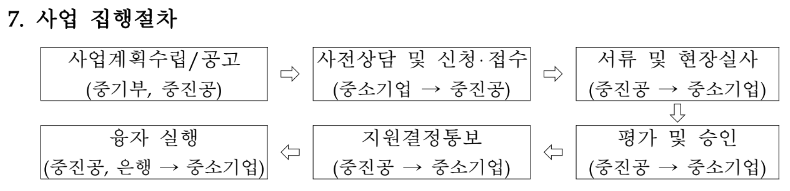 7. 사업 집행절차
사업계획수립/공고
(중기부, 중진공)
⇨
사전상담 및 신청·접수
(중소기업 → 중진공)
⇨
서류 및 현장실사
(중진공 → 중소기업)
⇩
평가 및 승인
(중진공 → 중소기업)
⇦
지원결정통보
(중진공 → 중소기업)
⇦
융자 실행
(중진공, 은행 → 중소기업)